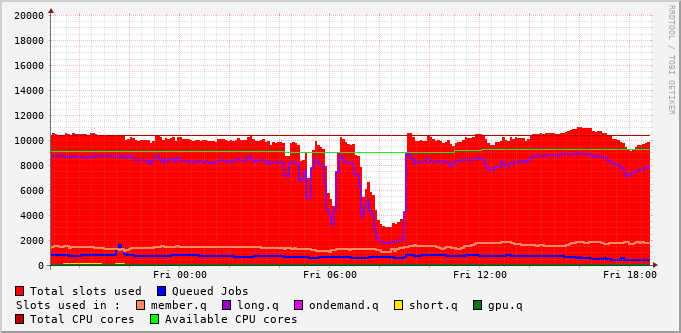 20000
18000
16000
14000
12000
10000
8000
6000
4000
2000
0
Fri 00:00 Fri 06:00 Fri 12:00 Fri 18:00
RRDTOOL / TOBI OETIKER
Total slots used Queued Jobs
Slots used in : member.q long.q ondemand.q short.q gpu.q
Total CPU cores Available CPU cores